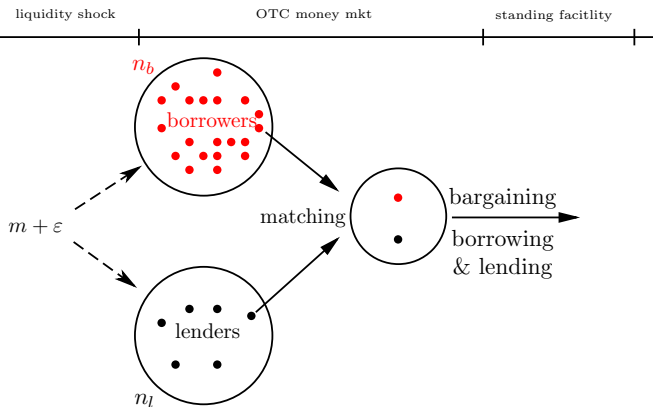 liquidity shock
OTC money mkt
standing facitlity
n_b
borrowers
m + ε
matching
bargaining
borrowing
& lending
lenders
n_l